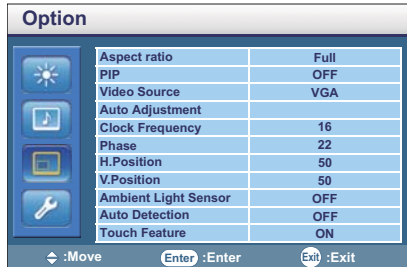 Option
Aspect ratio Full
PIP OFF
Video Source VGA
Auto Adjustment
Clock Frequency 16
Phase 22
H.Position 50
V.Position 50
Ambient Light Sensor OFF
Auto Detection OFF
Touch Feature ON
:Move Enter :Enter Exit :Exit